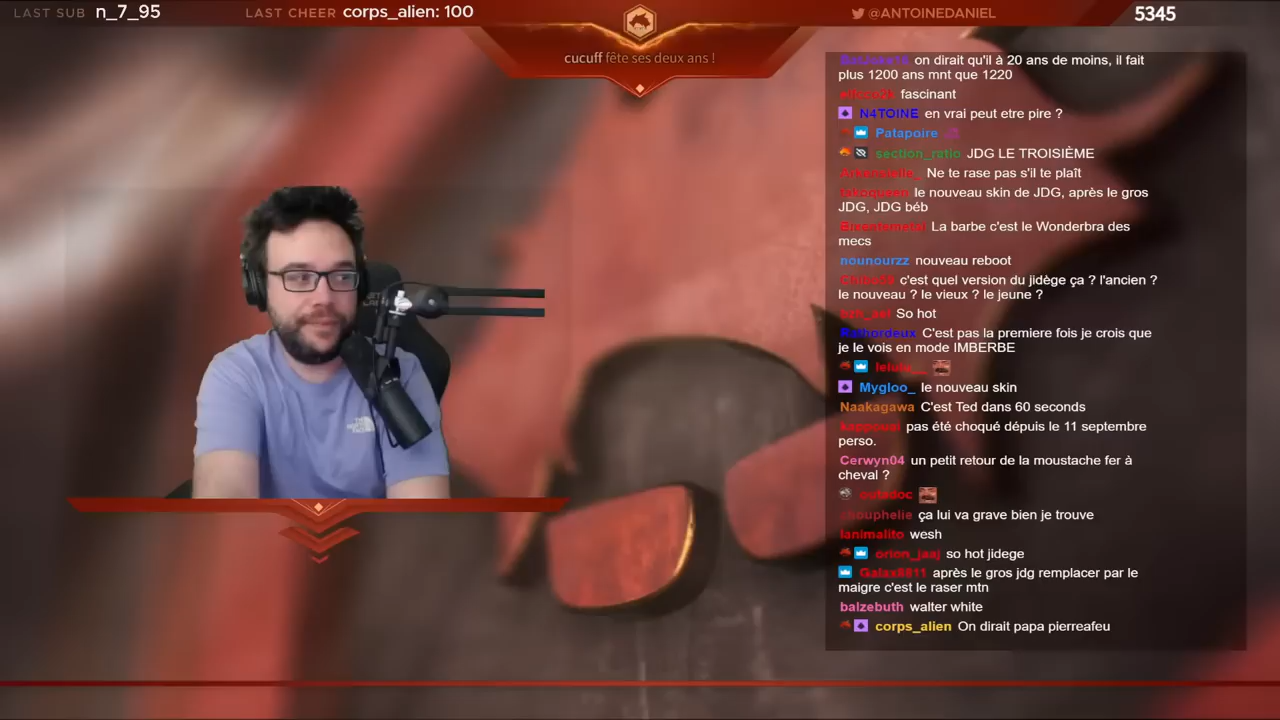 LAST SUB n_7_95 LAST CHEER corps_alien: 100 @ANTOINEDANIEL 5345
cucuff fête ses deux ans !
on dirait qu'il à 20 ans de moins, il fait
plus 1200 ans mnt que 1220
fascinant
N4TOINE en vrai peut etre pire ?
Patapoire
section_ratio JDG LE TROISIÈME
Ne te rase pas s'il te plaît
le nouveau skin de JDG, après le gros
JDG, JDG béb
La barbe c'est le Wonderbra des
mecs
nounourzz nouveau reboot
c'est quel version du jidège ça ? l'ancien ?
le nouveau ? le vieux ? le jeune ?
So hot
C'est pas la premiere fois je crois que
je le vois en mode IMBERBE
Mygloo_ le nouveau skin
Naakagawa C'est Ted dans 60 seconds
pas été choqué dépuis le 11 septembre
perso.
Cerwyn04 un petit retour de la moustache fer à
cheval ?
outadoc
ça lui va grave bien je trouve
lanimalito wesh
orion_jaaj so hot jidege
après le gros jdg remplacer par le
maigre c'est le raser mtn
balzebuth walter white
corps_alien On dirait papa pierreafeu
THE
NORTH
FACE